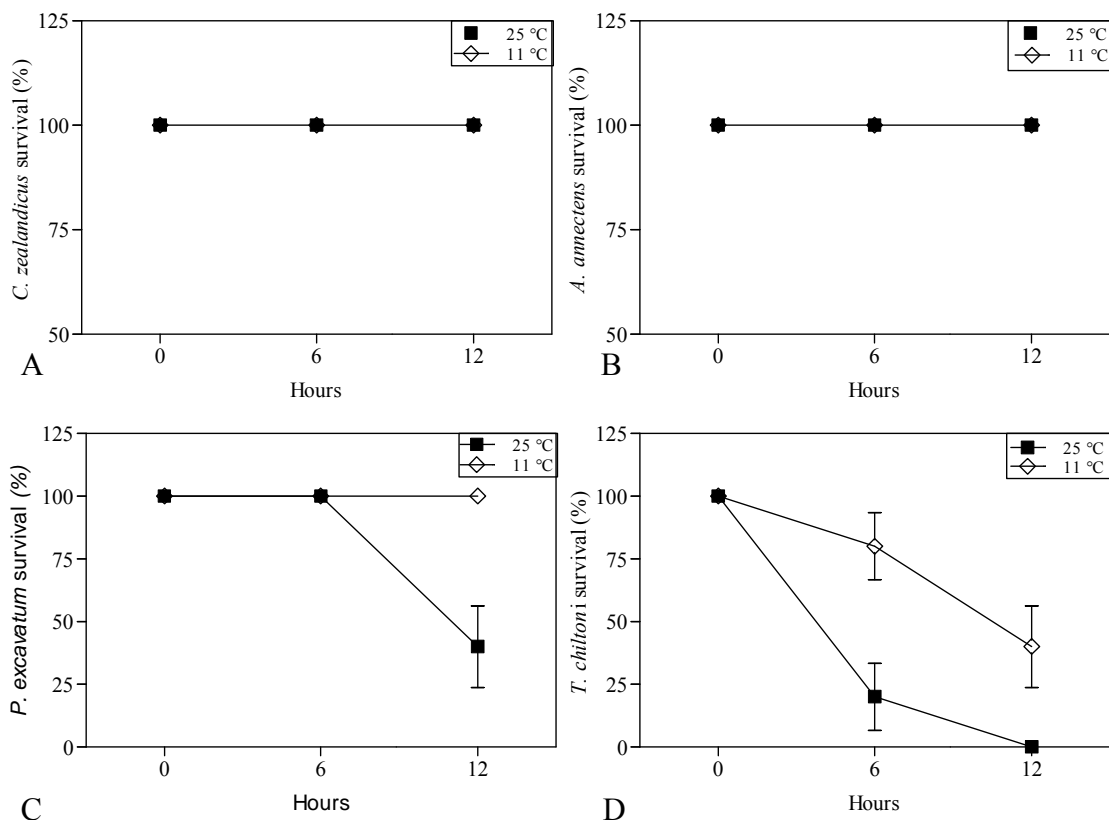 125
100
75
50
C. zealandicus survival (%)
25 °C
11 °C
0 6 12
Hours
A
125
100
75
50
A. annectens survival (%)
25 °C
11 °C
0 6 12
Hours
B
125
100
75
50
25
0
P. excavatum survival (%)
25 °C
11 °C
0 6 12
Hours
C
125
100
75
50
25
0
T. chiltoni survival (%)
25 °C
11 °C
0 6 12
Hours
D